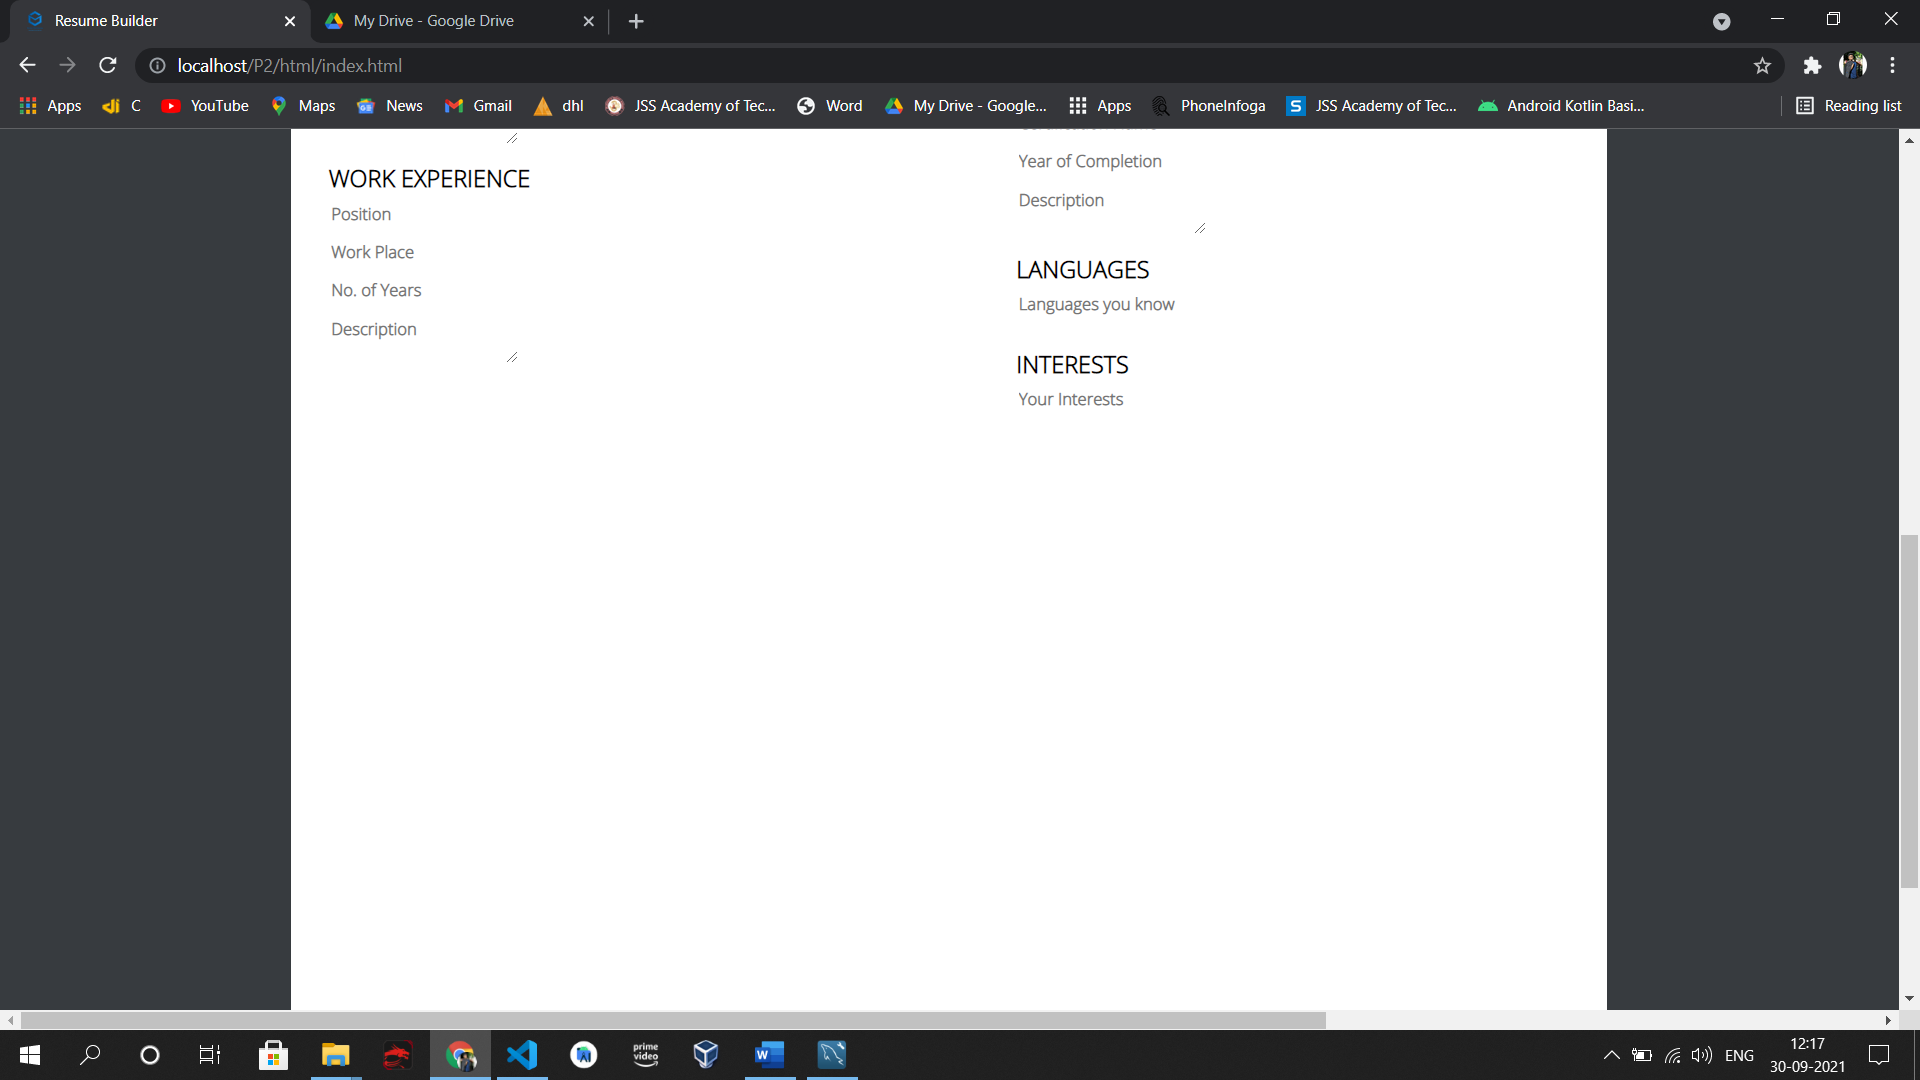 Resume Builder
My Drive - Google Drive
localhost/P2/html/index.html
Apps
C
YouTube
Maps
News
Gmail
dhl
JSS Academy of Tec...
Word
My Drive - Google...
Apps
PhoneInfoga
S JSS Academy of Tec...
Android Kotlin Basi...
Reading list
WORK EXPERIENCE
Position
Work Place
No. of Years
Description
Year of Completion
Description
LANGUAGES
Languages you know
INTERESTS
Your Interests
prime
video
W
ENG
12:17
30-09-2021